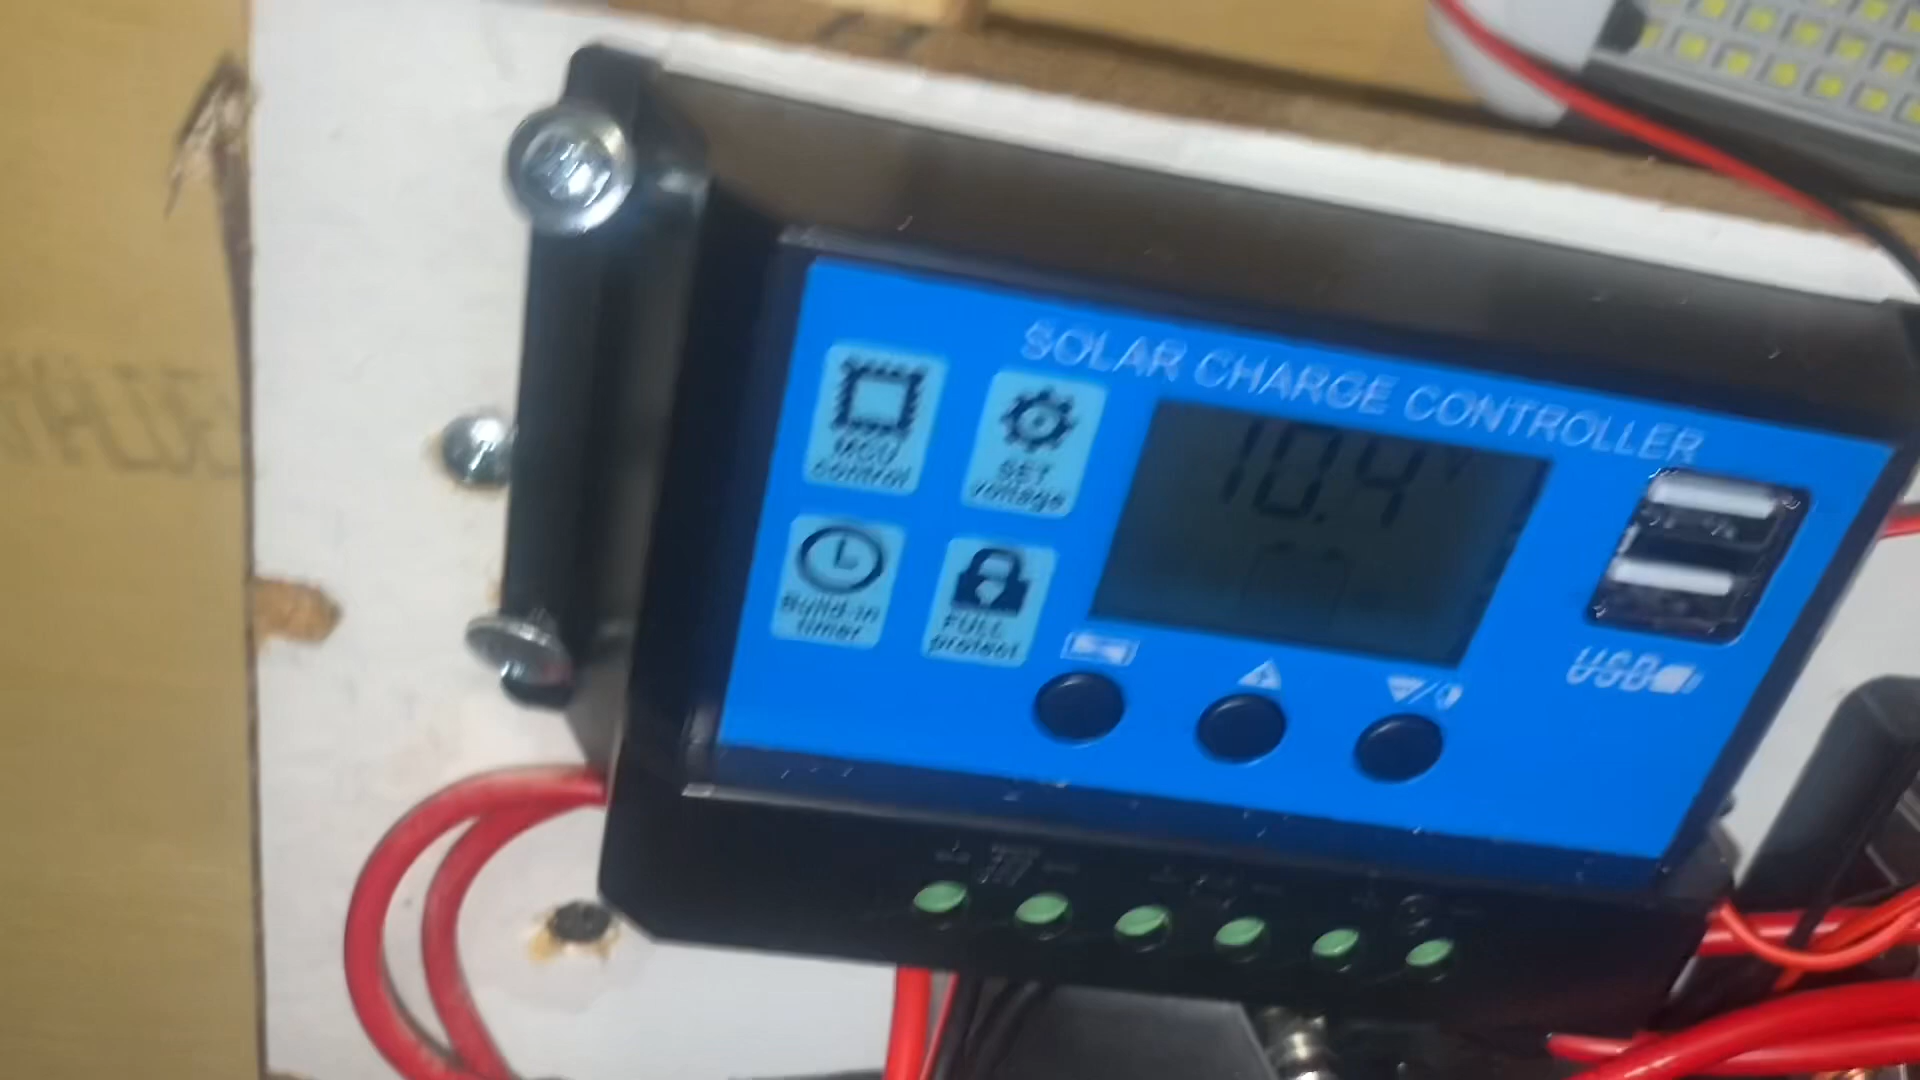 SOLAR CHARGE CONTROLLER
MCU
control
SET
voltage
10.4 V
Build-in
timer
FULL
protect
USB